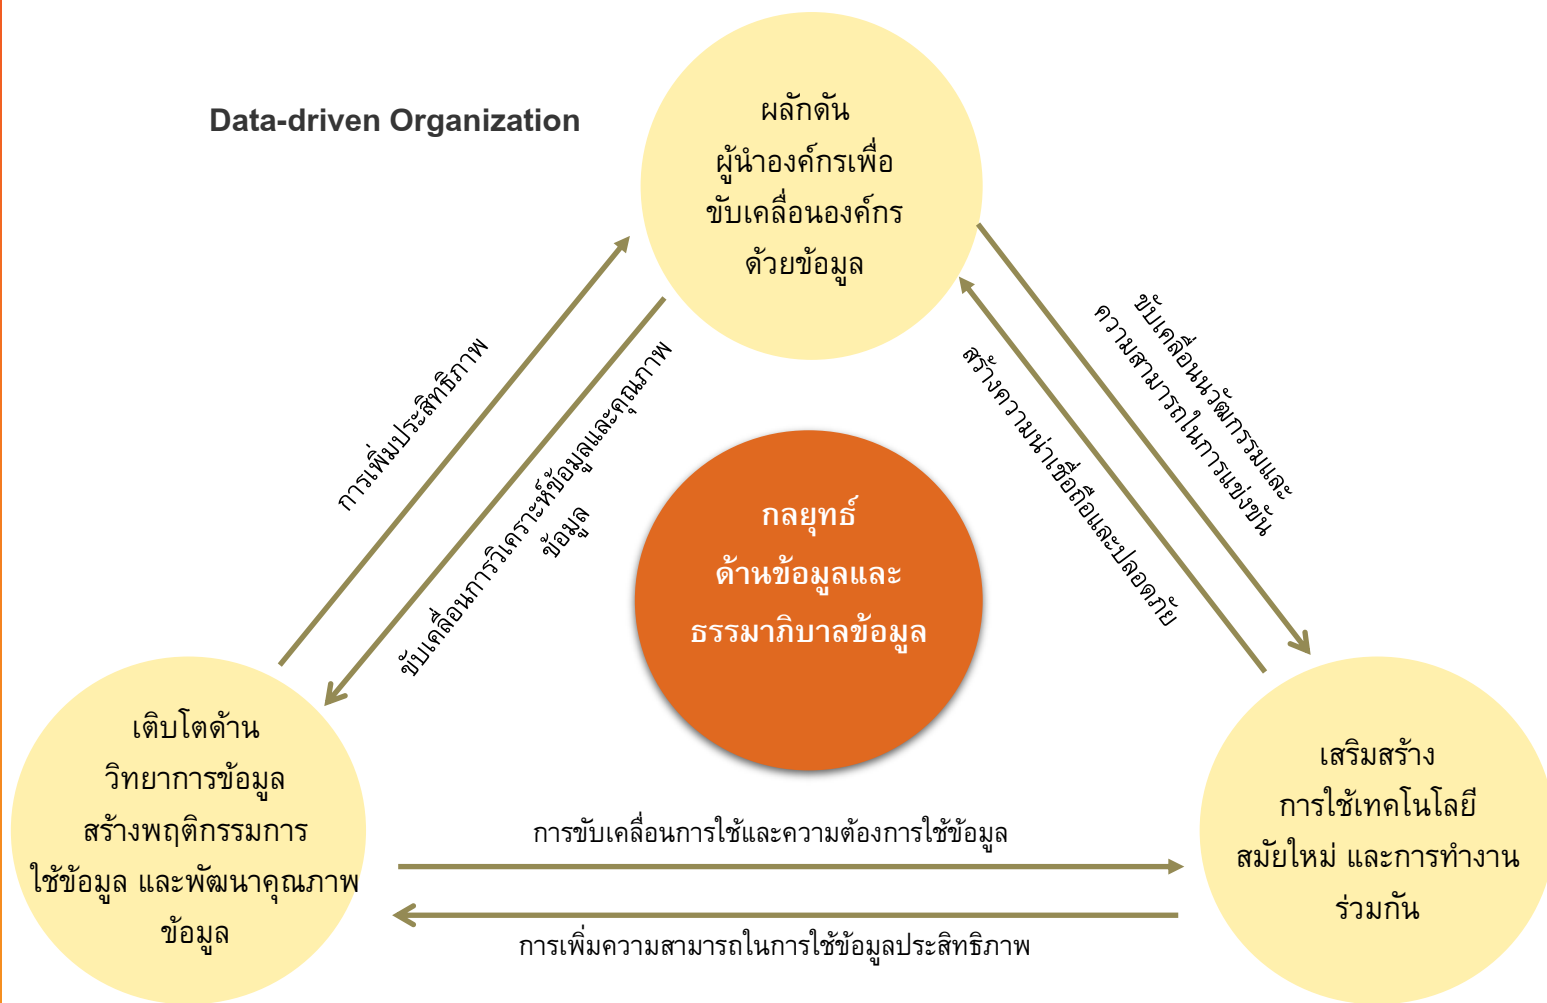 Data-driven Organization
ผลักดัน
ผู้นำองค์กรเพื่อ
ขับเคลื่อนองค์กร
ด้วยข้อมูล
การเพิ่มประสิทธิภาพ
ขับเคลื่อนการวิเคราะห์ข้อมูลและคุณภาพ
ข้อมูล
ขับเคลื่อนนวัฒกรรมและ
ความสามารถในการแข่งขัน
สร้างความน่าเชื่อถือและปลอดภัย
กลยุทธ์
ด้านข้อมูลและ
ธรรมาภิบาลข้อมูล
เติบโตด้าน
วิทยาการข้อมูล
สร้างพฤติกรรมการ
ใช้ข้อมูล และพัฒนาคุณภาพ
ข้อมูล
การขับเคลื่อนการใช้และความต้องการใช้ข้อมูล
การเพิ่มความสามารถในการใช้ข้อมูลประสิทธิภาพ
เสริมสร้าง
การใช้เทคโนโลยี
สมัยใหม่ และการทำงาน
ร่วมกัน